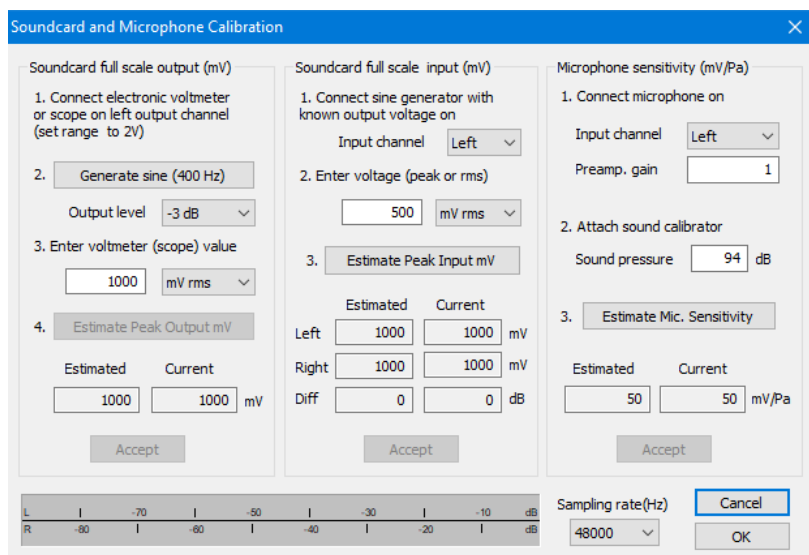 Soundcard and Microphone Calibration
Soundcard full scale output (mV)
1. Connect electronic voltmeter
or scope on left output channel
(set range to 2V)
2. Generate sine (400 Hz)
Output level -3 dB
3. Enter voltmeter (scope) value
1000 mV rms
4. Estimate Peak Output mV
Estimated Current
1000 1000 mV
Accept
Soundcard full scale input (mV)
1. Connect sine generator with
known output voltage on
Input channel Left
2. Enter voltage (peak or rms)
500 mV rms
3. Estimate Peak Input mV
Estimated Current
Left 1000 1000 mV
Right 1000 1000 mV
Diff 0 0 dB
Accept
Microphone sensitivity (mV/Pa)
1. Connect microphone on
Input channel Left
Preamp. gain 1
2. Attach sound calibrator
Sound pressure 94 dB
3. Estimate Mic. Sensitivity
Estimated Current
50 50 mV/Pa
Accept
L -70 -50 -30 -10 dB
R -80 -60 -40 -20 dB
Sampling rate(Hz)
48000
Cancel
OK